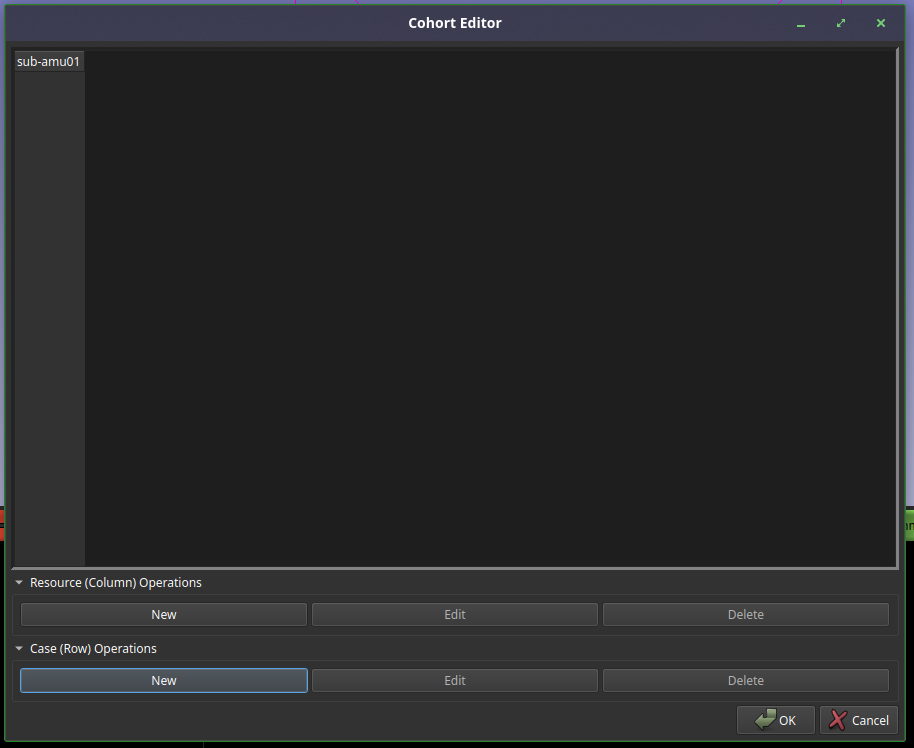 Cohort Editor
sub-amu01
Resource (Column) Operations
New Edit Delete
Case (Row) Operations
New Edit Delete
OK Cancel